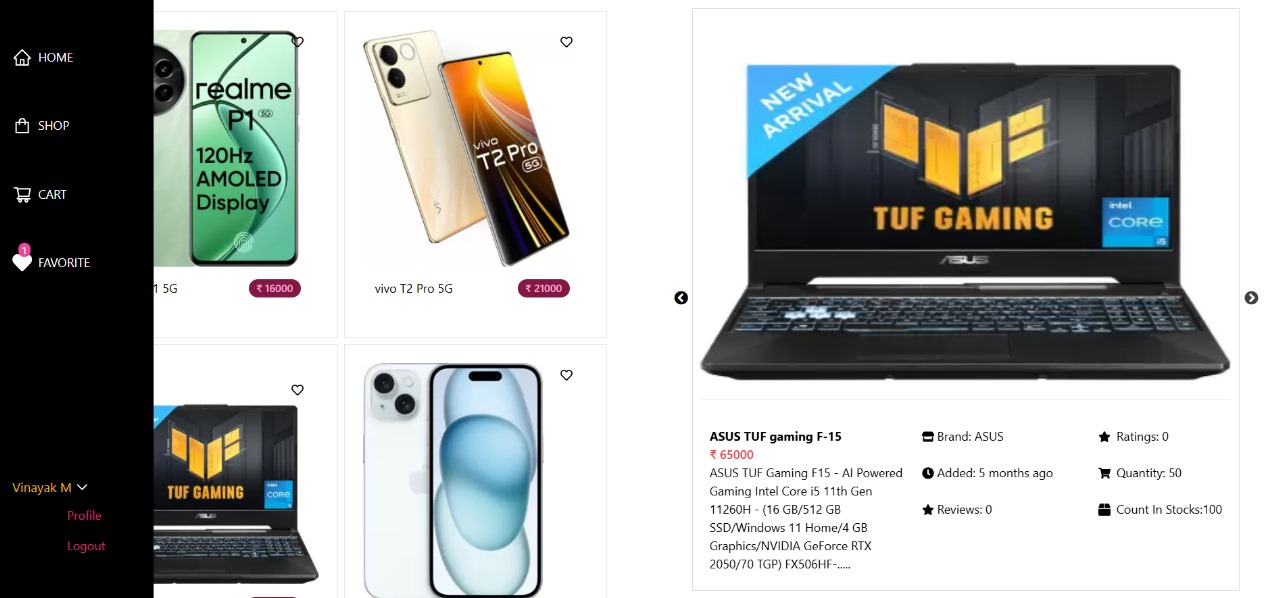 HOME
SHOP
CART
1
FAVORITE
Vinayak M
Profile
Logout
realme
P1 5G
120Hz
AMOLED
Display
1 5G
₹ 16000
vivo
T2 Pro
5G
vivo T2 Pro 5G
₹ 21000
TUF GAMING
intel
CORE
i5
ASUS
NEW
ARRIVAL
TUF GAMING
intel
CORE
i5
ASUS
ASUS TUF gaming F-15
₹ 65000
ASUS TUF Gaming F15 - AI Powered
Gaming Intel Core i5 11th Gen
11260H - (16 GB/512 GB
SSD/Windows 11 Home/4 GB
Graphics/NVIDIA GeForce RTX
2050/70 TGP) FX506HF-.....
Brand: ASUS
Added: 5 months ago
Reviews: 0
Ratings: 0
Quantity: 50
Count In Stocks:100